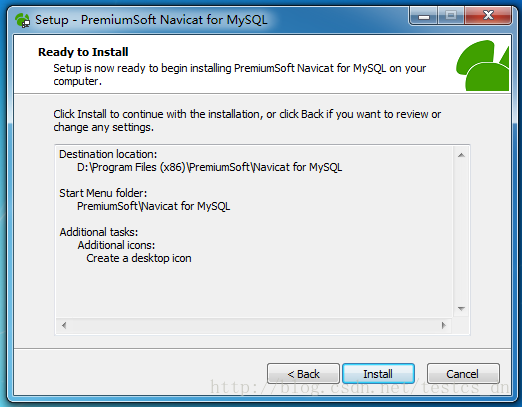 Setup - PremiumSoft Navicat for MySQL
Ready to Install
Setup is now ready to begin installing PremiumSoft Navicat for MySQL on your
computer.
Click Install to continue with the installation, or click Back if you want to review or
change any settings.
Destination location:
D:\Program Files (x86)\PremiumSoft\Navicat for MySQL
Start Menu folder:
PremiumSoft\Navicat for MySQL
Additional tasks:
Additional icons:
Create a desktop icon
< Back Install Cancel
http://blog.csdn.net/testcs_dn